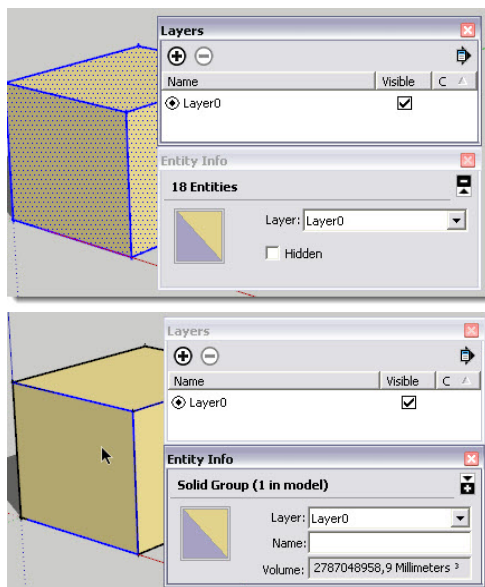 Layers
Name Visible C
Layer0
Entity Info
18 Entities
Layer: Layer0
Hidden
Layers
Name Visible C
Layer0
Entity Info
Solid Group (1 in model)
Layer: Layer0
Name:
Volume: 2787048958,9 Millimeters ³